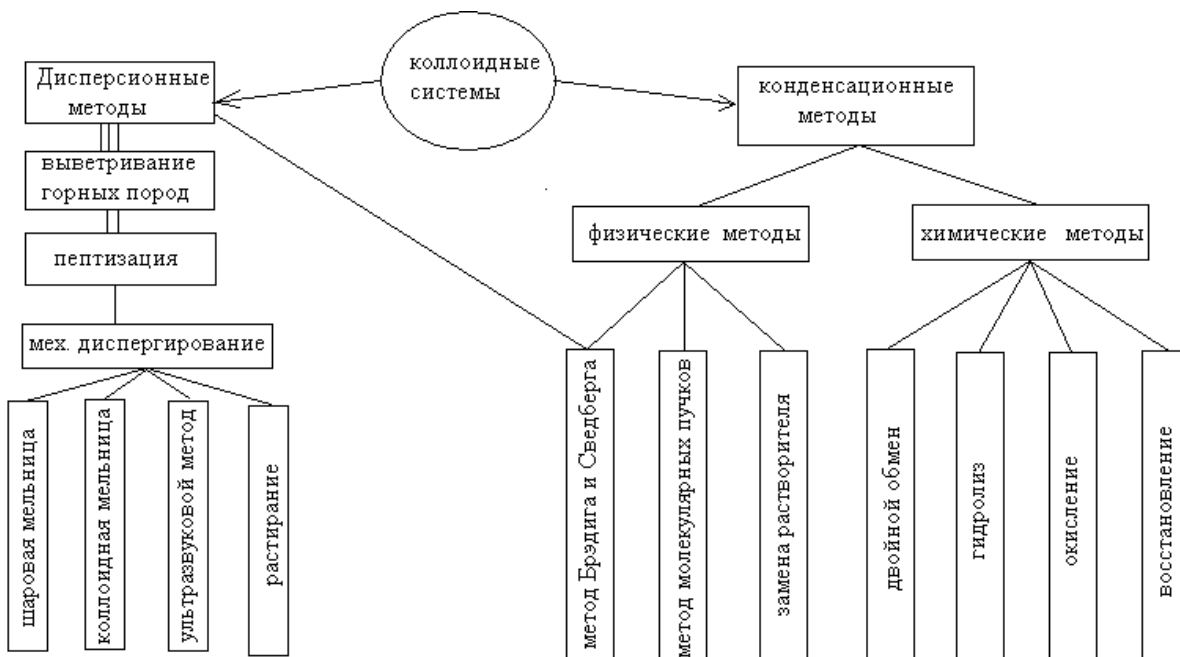 коллоидные
системы
Дисперсионные
методы
конденсационные
методы
выветривание
горных пород
пептизация
мех. диспергирование
шаровая мельница
коллоидная мельница
ультразвуковой метод
растирание
физические методы
химические методы
метод Брэдига и Сведберга
метод молекулярных пучков
замена растворителя
двойной обмен
гидролиз
окисление
восстановление